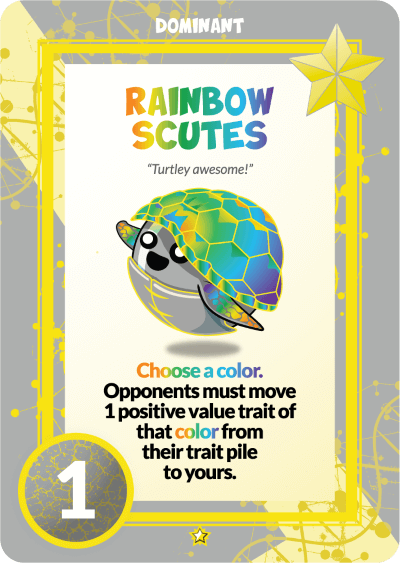 DOMINANT
RAINBOW
SCUTES
“Turtley awesome!”
Choose a color.
Opponents must move
1 positive value trait of
that color from
their trait pile
to yours.
1